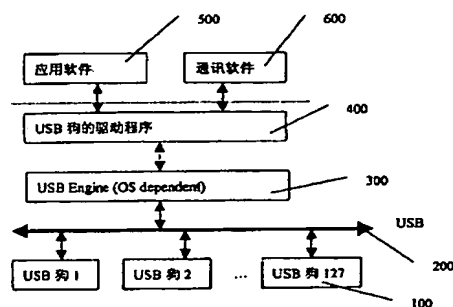 500
600
应用软件
通讯软件
400
USB 狗的驱动程序
300
USB Engine (OS dependent)
USB
200
USB 狗 1
USB 狗 2
...
USB 狗 127
100